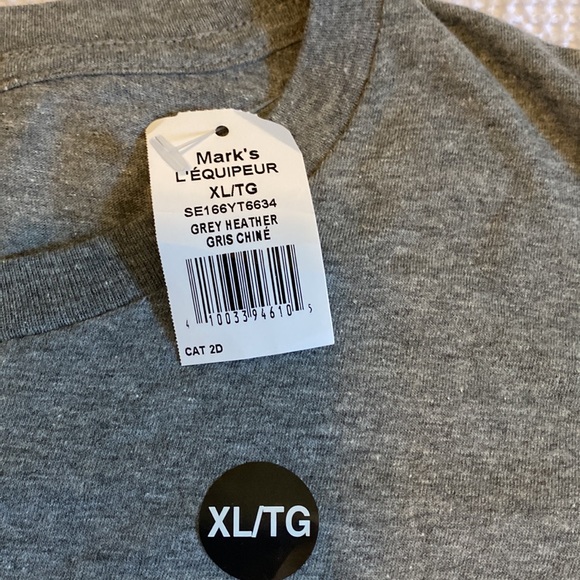 Mark's
L'ÉQUIPEUR
XL/TG
SE166YT6634
GREY HEATHER
GRIS CHINÉ
4 10033 94610 5
CAT 2D
XL/TG